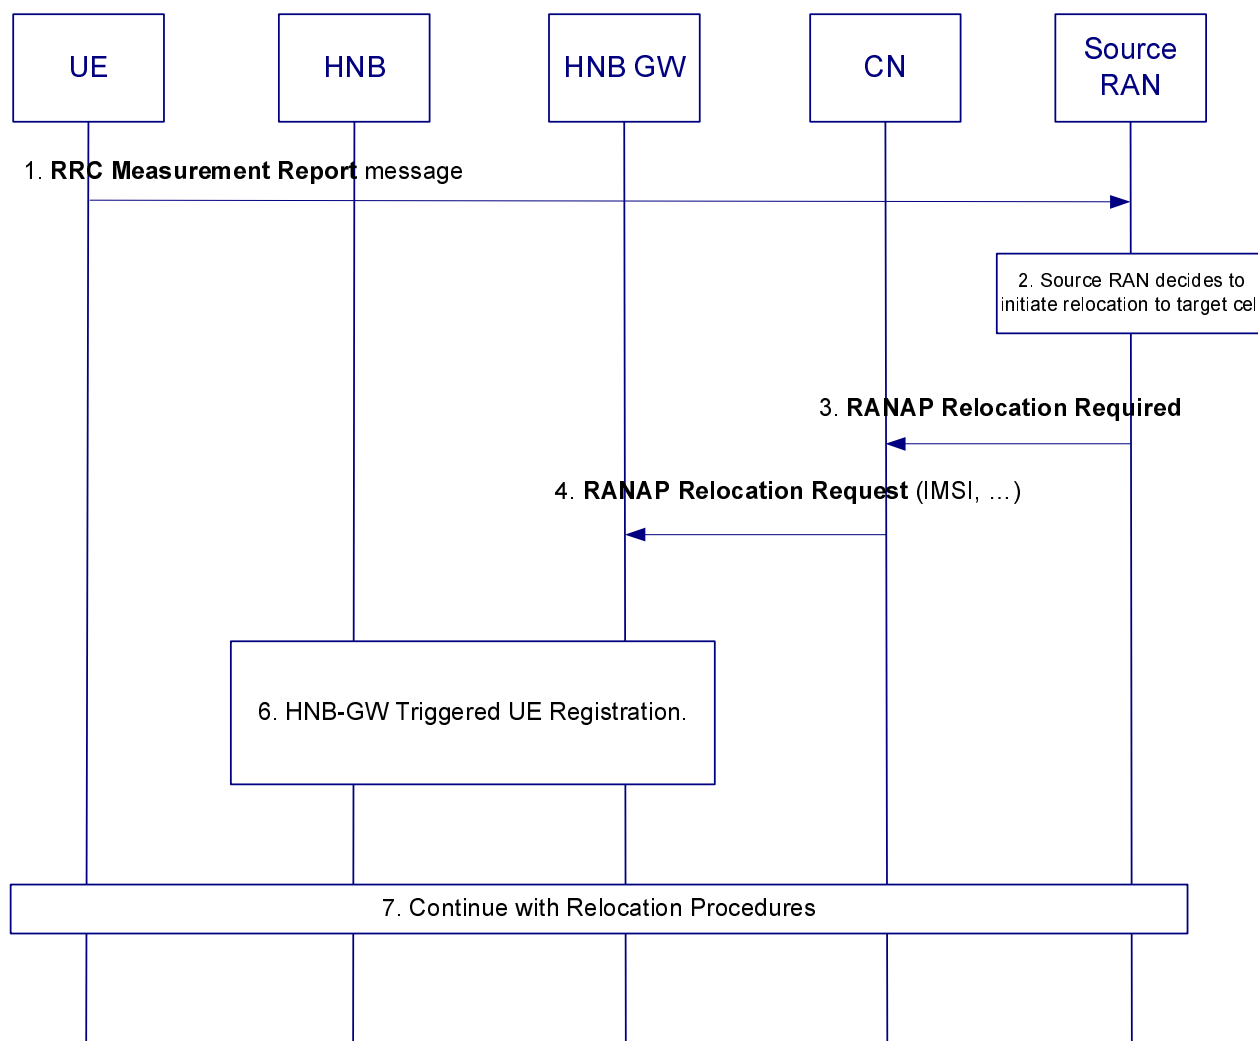 UE
HNB
HNB GW
CN
Source
RAN
1. RRC Measurement Report message
2. Source RAN decides to
initiate relocation to target cel
3. RANAP Relocation Required
4. RANAP Relocation Request (IMSI, ...)
6. HNB-GW Triggered UE Registration.
7. Continue with Relocation Procedures